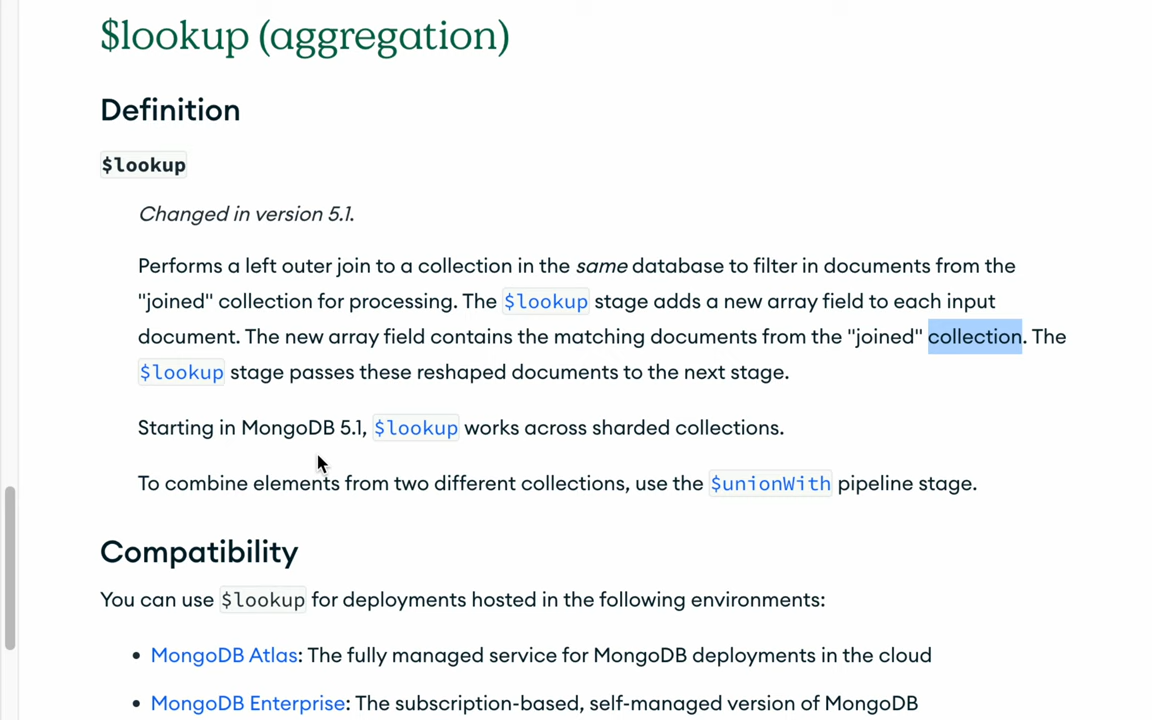 $lookup (aggregation)
Definition
$lookup
Changed in version 5.1.
Performs a left outer join to a collection in the same database to filter in documents from the
"joined" collection for processing. The $lookup stage adds a new array field to each input
document. The new array field contains the matching documents from the "joined" collection. The
$lookup stage passes these reshaped documents to the next stage.
Starting in MongoDB 5.1, $lookup works across sharded collections.
To combine elements from two different collections, use the $unionWith pipeline stage.
Compatibility
You can use $lookup for deployments hosted in the following environments:
• MongoDB Atlas: The fully managed service for MongoDB deployments in the cloud
• MongoDB Enterprise: The subscription-based, self-managed version of MongoDB